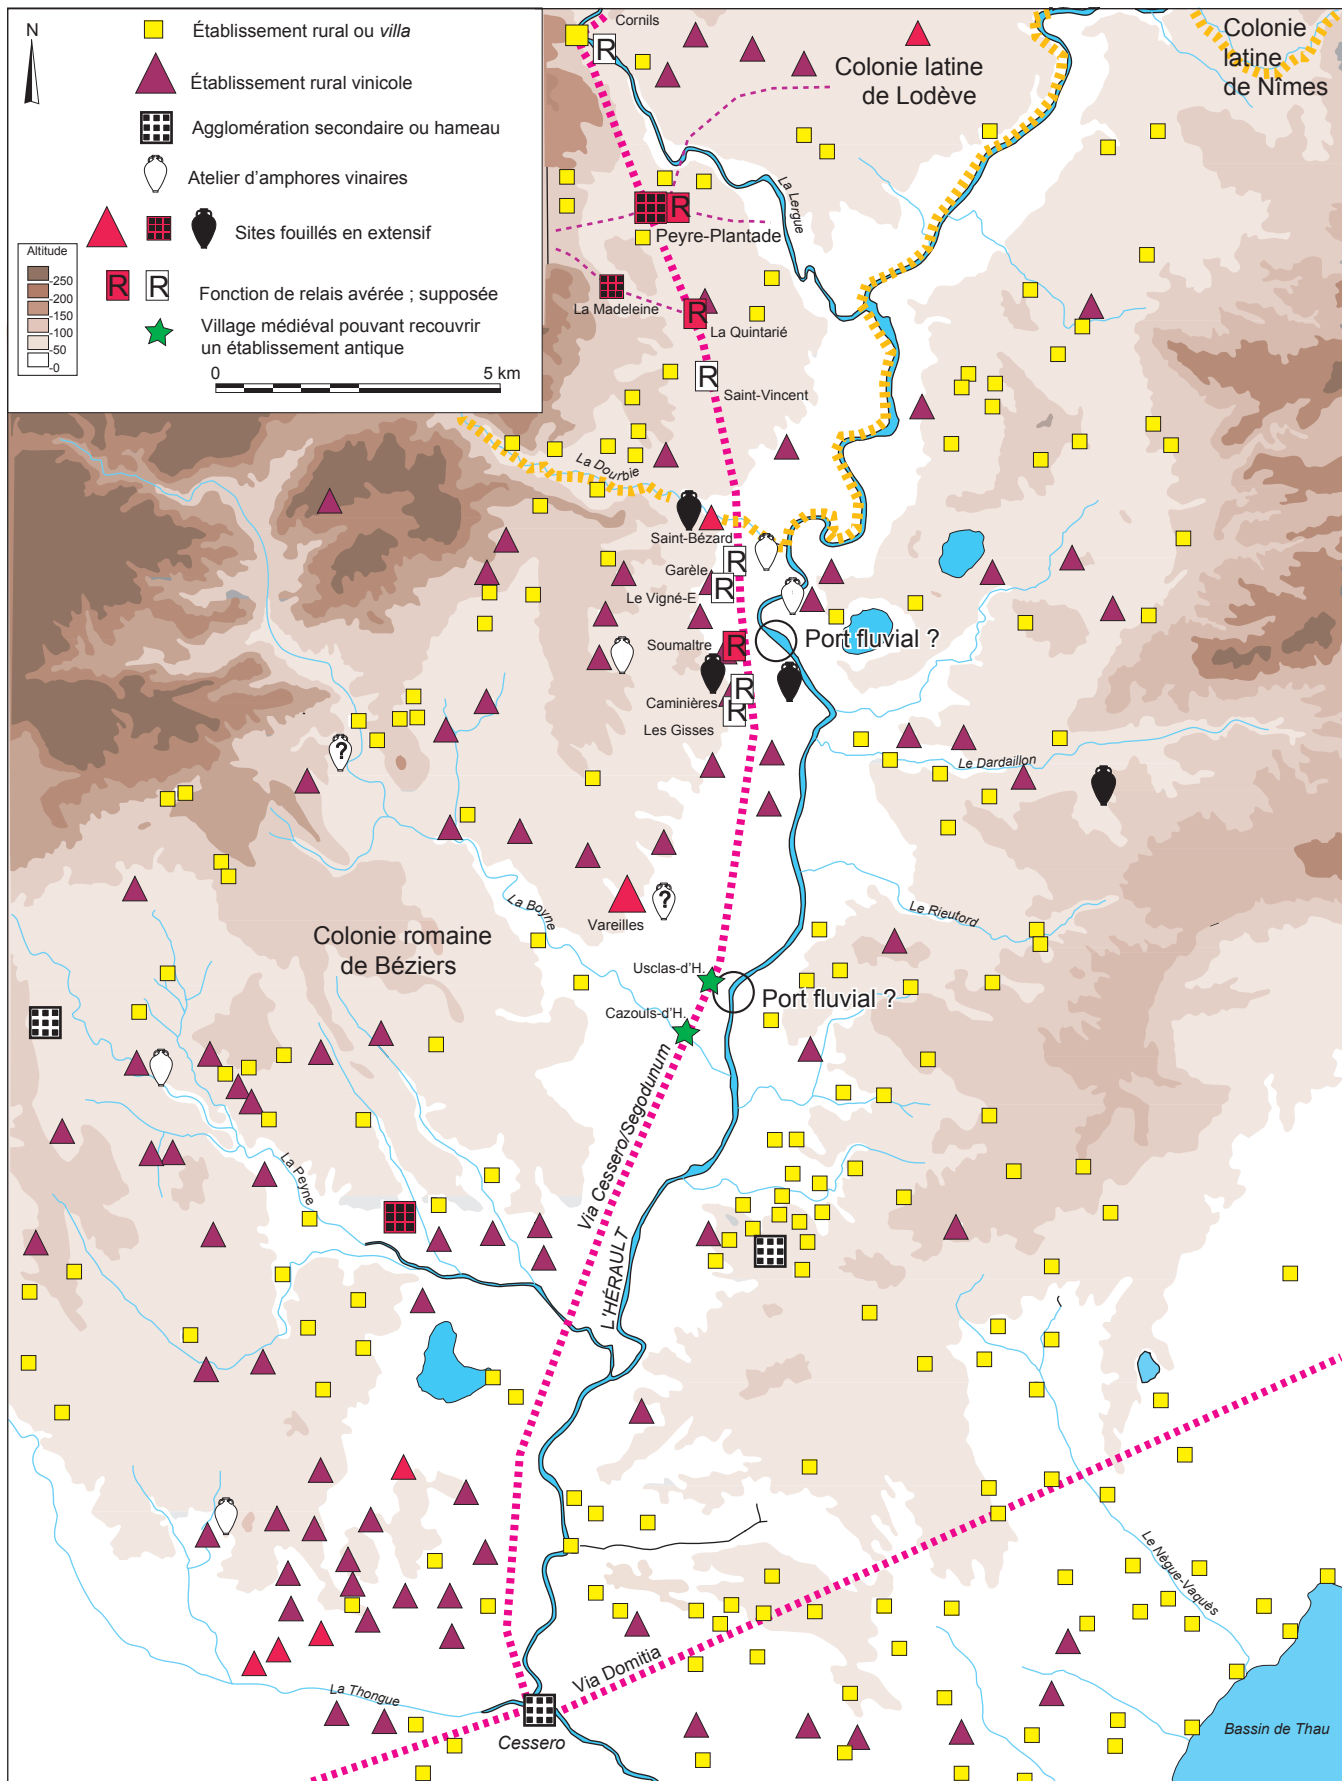 N
Établissement rural ou villa
Établissement rural vinicole
Agglomération secondaire ou hameau
Atelier d'amphores vinaires
Sites fouillés en extensif
Altitude
250
200
150
100
50
0
R
R
Fonction de relais avérée ; supposée
Village médiéval pouvant recouvrir
un établissement antique
0
5 km
Cornils
R
Colonie latine
de Lodève
Colonie
latine
de Nîmes
La Lergue
R
Peyre-Plantade
La Madeleine
R
La Quintarié
R
Saint-Vincent
La Dourbie
Saint-Bézard
Garèle
R
Le Vigné-E
R
Soumaltre
R
Port fluvial ?
Caminières
R
Les Gisses
R
?
Le Dardaillon
La Boyne
Vareilles
?
Le Rieutord
Colonie romaine
de Béziers
Usclas-d'H.
Port fluvial ?
Cazouls-d'H.
Via Cessero/Segodunum
La Peyne
L'HÉRAULT
Le Nègue-Vaquès
Via Domitia
La Thongue
Cessero
Bassin de Thau